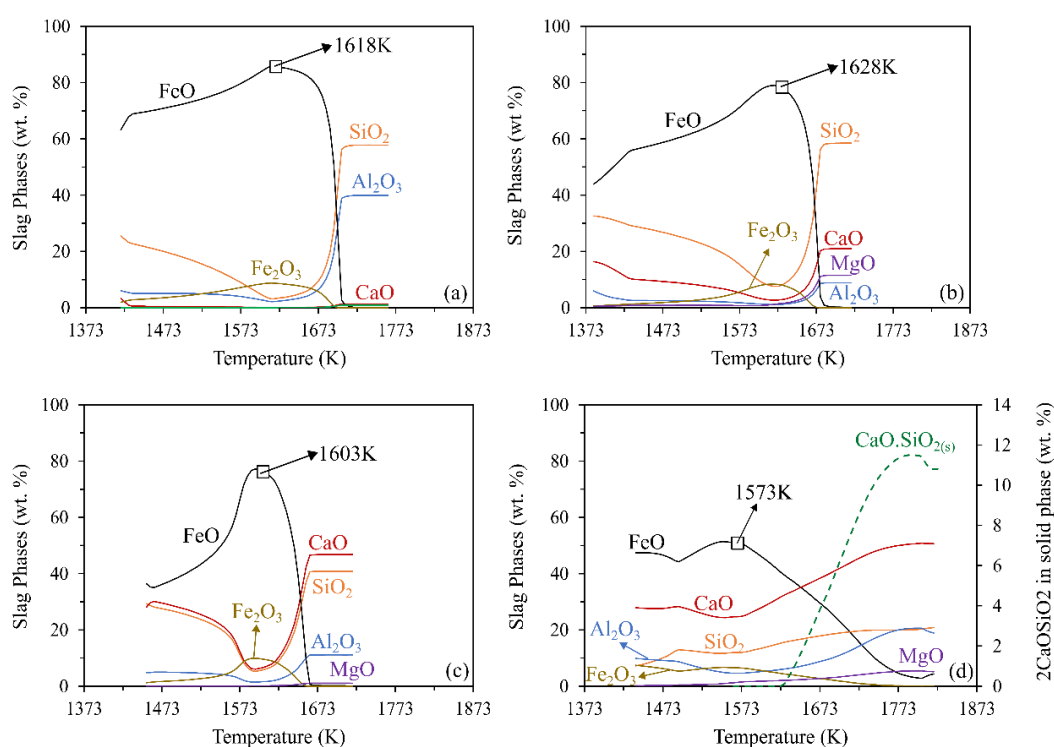 100
80
60
40
20
0
Slag Phases (wt. %)
1618K
FeO
SiO2
Al2O3
Fe2O3
CaO
(a)
1373 1473 1573 1673 1773 1873
Temperature (K)
100
80
60
40
20
0
Slag Phases (wt. %)
1628K
FeO
SiO2
Fe2O3
CaO
MgO
Al2O3
(b)
1373 1473 1573 1673 1773 1873
Temperature (K)
100
80
60
40
20
0
Slag Phases (wt. %)
1603K
FeO
CaO
SiO2
Fe2O3
Al2O3
MgO
(c)
1373 1473 1573 1673 1773 1873
Temperature (K)
100
80
60
40
20
0
Slag Phases (wt. %)
CaO.SiO2(s)
1573K
FeO
CaO
Al2O3
SiO2
Fe2O3
MgO
(d)
14
12
10
8
6
4
2
0
2CaOSiO2 in solid phase (wt. %)
1373 1473 1573 1673 1773 1873
Temperature (K)